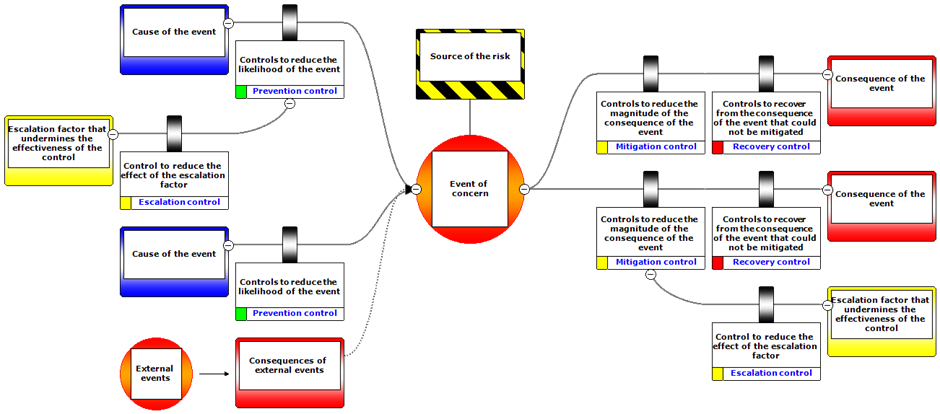 Cause of the event
Controls to reduce the
likelihood of the event
Prevention control
Escalation factor that
undermines the
effectiveness of the
control
Control to reduce the
effect of the escalation
factor
Escalation control
Cause of the event
Controls to reduce the
likelihood of the event
Prevention control
External
events
Consequences of
external events
Source of the risk
Event of
concern
Controls to reduce the
magnitude of the
consequence of the
event
Mitigation control
Controls to recover
from the consequence
of the event that could
not be mitigated
Recovery control
Consequence of the
event
Controls to reduce the
magnitude of the
consequence of the
event
Mitigation control
Controls to recover
from the consequence
of the event that could
not be mitigated
Recovery control
Consequence of the
event
Control to reduce the
effect of the escalation
factor
Escalation control
Escalation factor that
undermines the
effectiveness of the
control